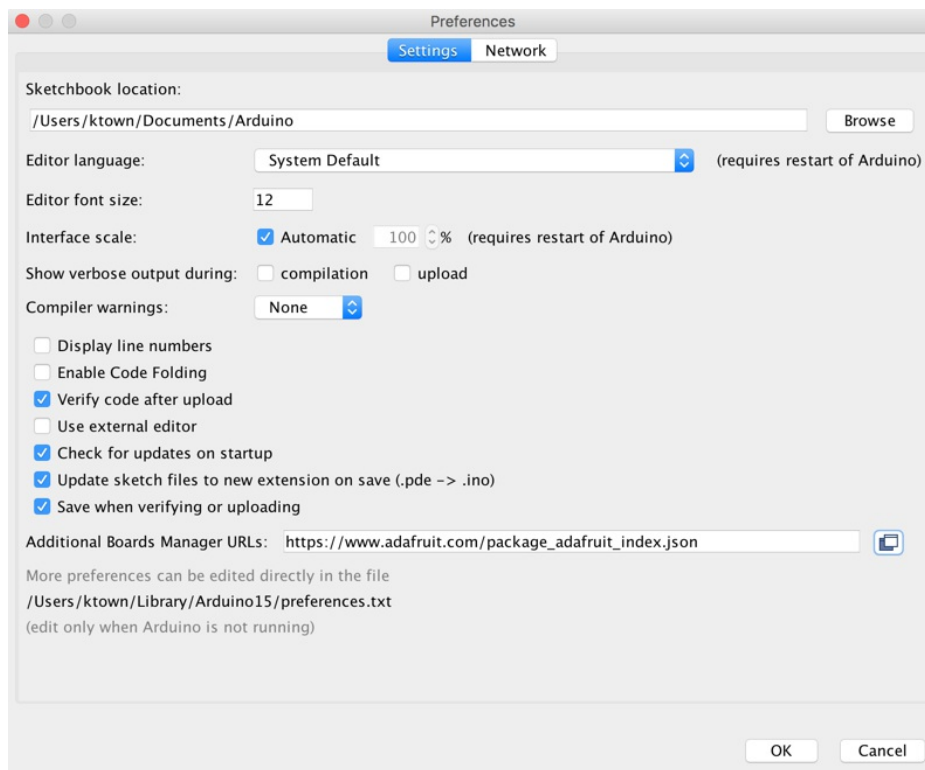 Preferences
Settings Network
Sketchbook location:
/Users/ktown/Documents/Arduino Browse
Editor language: System Default (requires restart of Arduino)
Editor font size: 12
Interface scale: Automatic 100 % (requires restart of Arduino)
Show verbose output during: compilation upload
Compiler warnings: None
Display line numbers
Enable Code Folding
Verify code after upload
Use external editor
Check for updates on startup
Update sketch files to new extension on save (.pde -> .ino)
Save when verifying or uploading
Additional Boards Manager URLs: https://www.adafruit.com/package_adafruit_index.json
More preferences can be edited directly in the file
/Users/ktown/Library/Arduino15/preferences.txt
(edit only when Arduino is not running)
OK Cancel